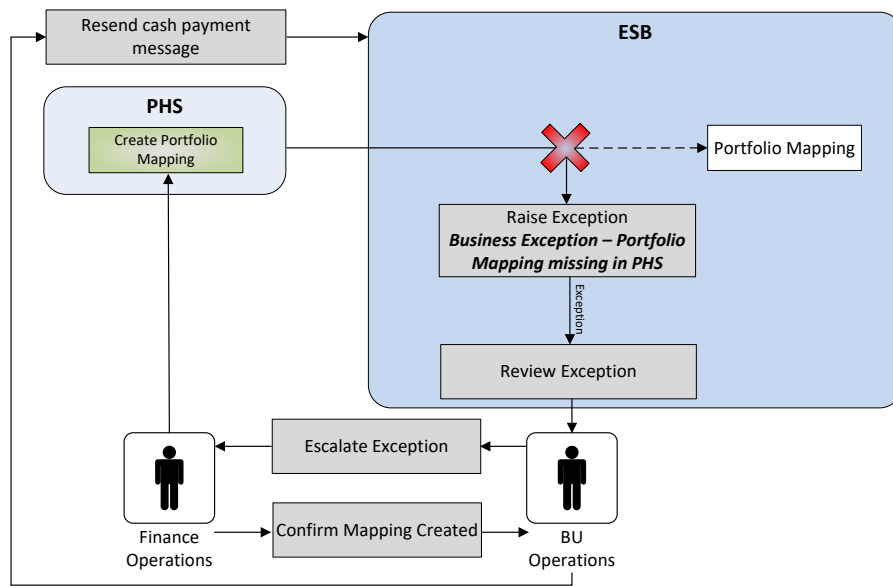 Resend cash payment
message
ESB
PHS
Create Portfolio
Mapping
Portfolio Mapping
Raise Exception
Business Exception – Portfolio
Mapping missing in PHS
Exception
Review Exception
Escalate Exception
Confirm Mapping Created
Finance
Operations
BU
Operations